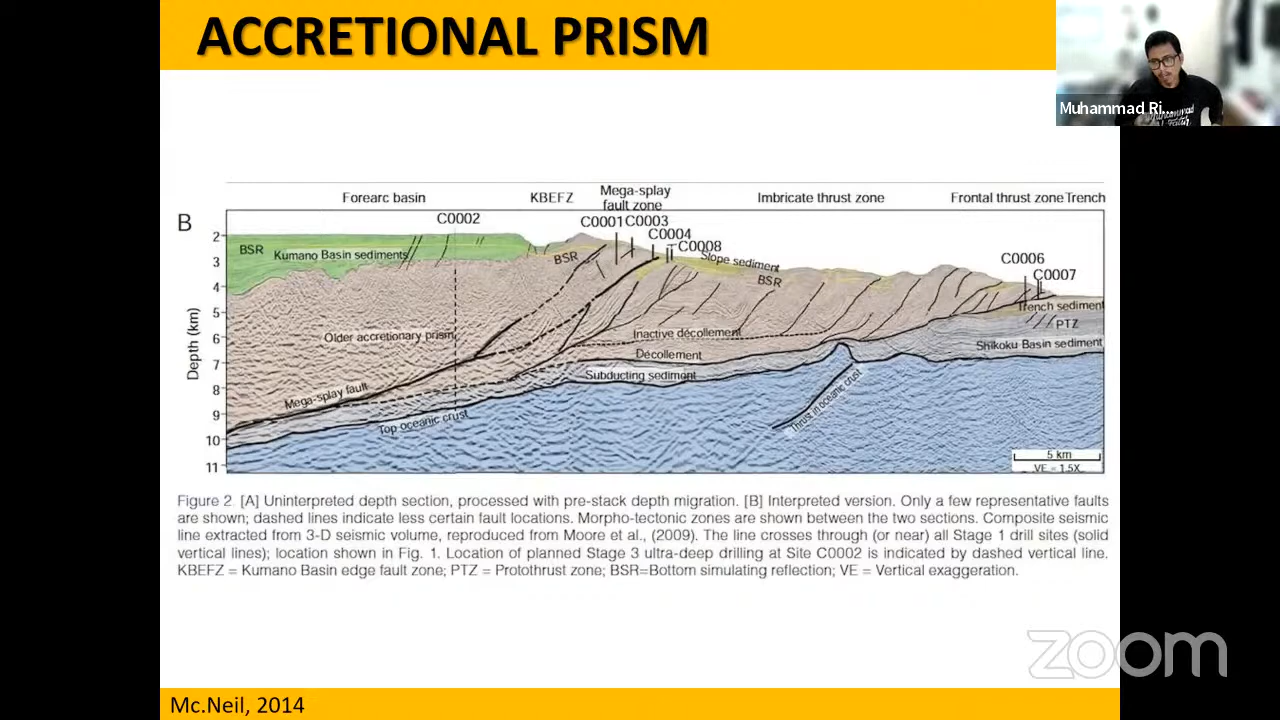 ACCRETIONAL PRISM
Muhammad Ri...
Forearc basin
KBEFZ
Mega-splay
fault zone
Imbricate thrust zone
Frontal thrust zone Trench
B
C0002
C0001 C0003
C0004
C0008
C0006
C0007
BSR
Kumano Basin sediments
BSR
Slope sediment
BSR
Trench sediment
PTZ
Older accretionary prism
Inactive décollement
Décollement
Shikoku Basin sediment
Subducting sediment
Mega-splay fault
Top oceanic crust
Thrust in oceanic crust
Depth (km)
2
3
4
5
6
7
8
9
10
11
5 km
VE = 1.5X
Figure 2. [A] Uninterpreted depth section, processed with pre-stack depth migration. [B] Interpreted version. Only a few representative faults
are shown; dashed lines indicate less certain fault locations. Morpho-tectonic zones are shown between the two sections. Composite seismic
line extracted from 3-D seismic volume, reproduced from Moore et al., (2009). The line crosses through (or near) all Stage 1 drill sites (solid
vertical lines); location shown in Fig. 1. Location of planned Stage 3 ultra-deep drilling at Site C0002 is indicated by dashed vertical line.
KBEFZ = Kumano Basin edge fault zone; PTZ = Protothrust zone; BSR=Bottom simulating reflection; VE = Vertical exaggeration.
zoom
Mc.Neil, 2014